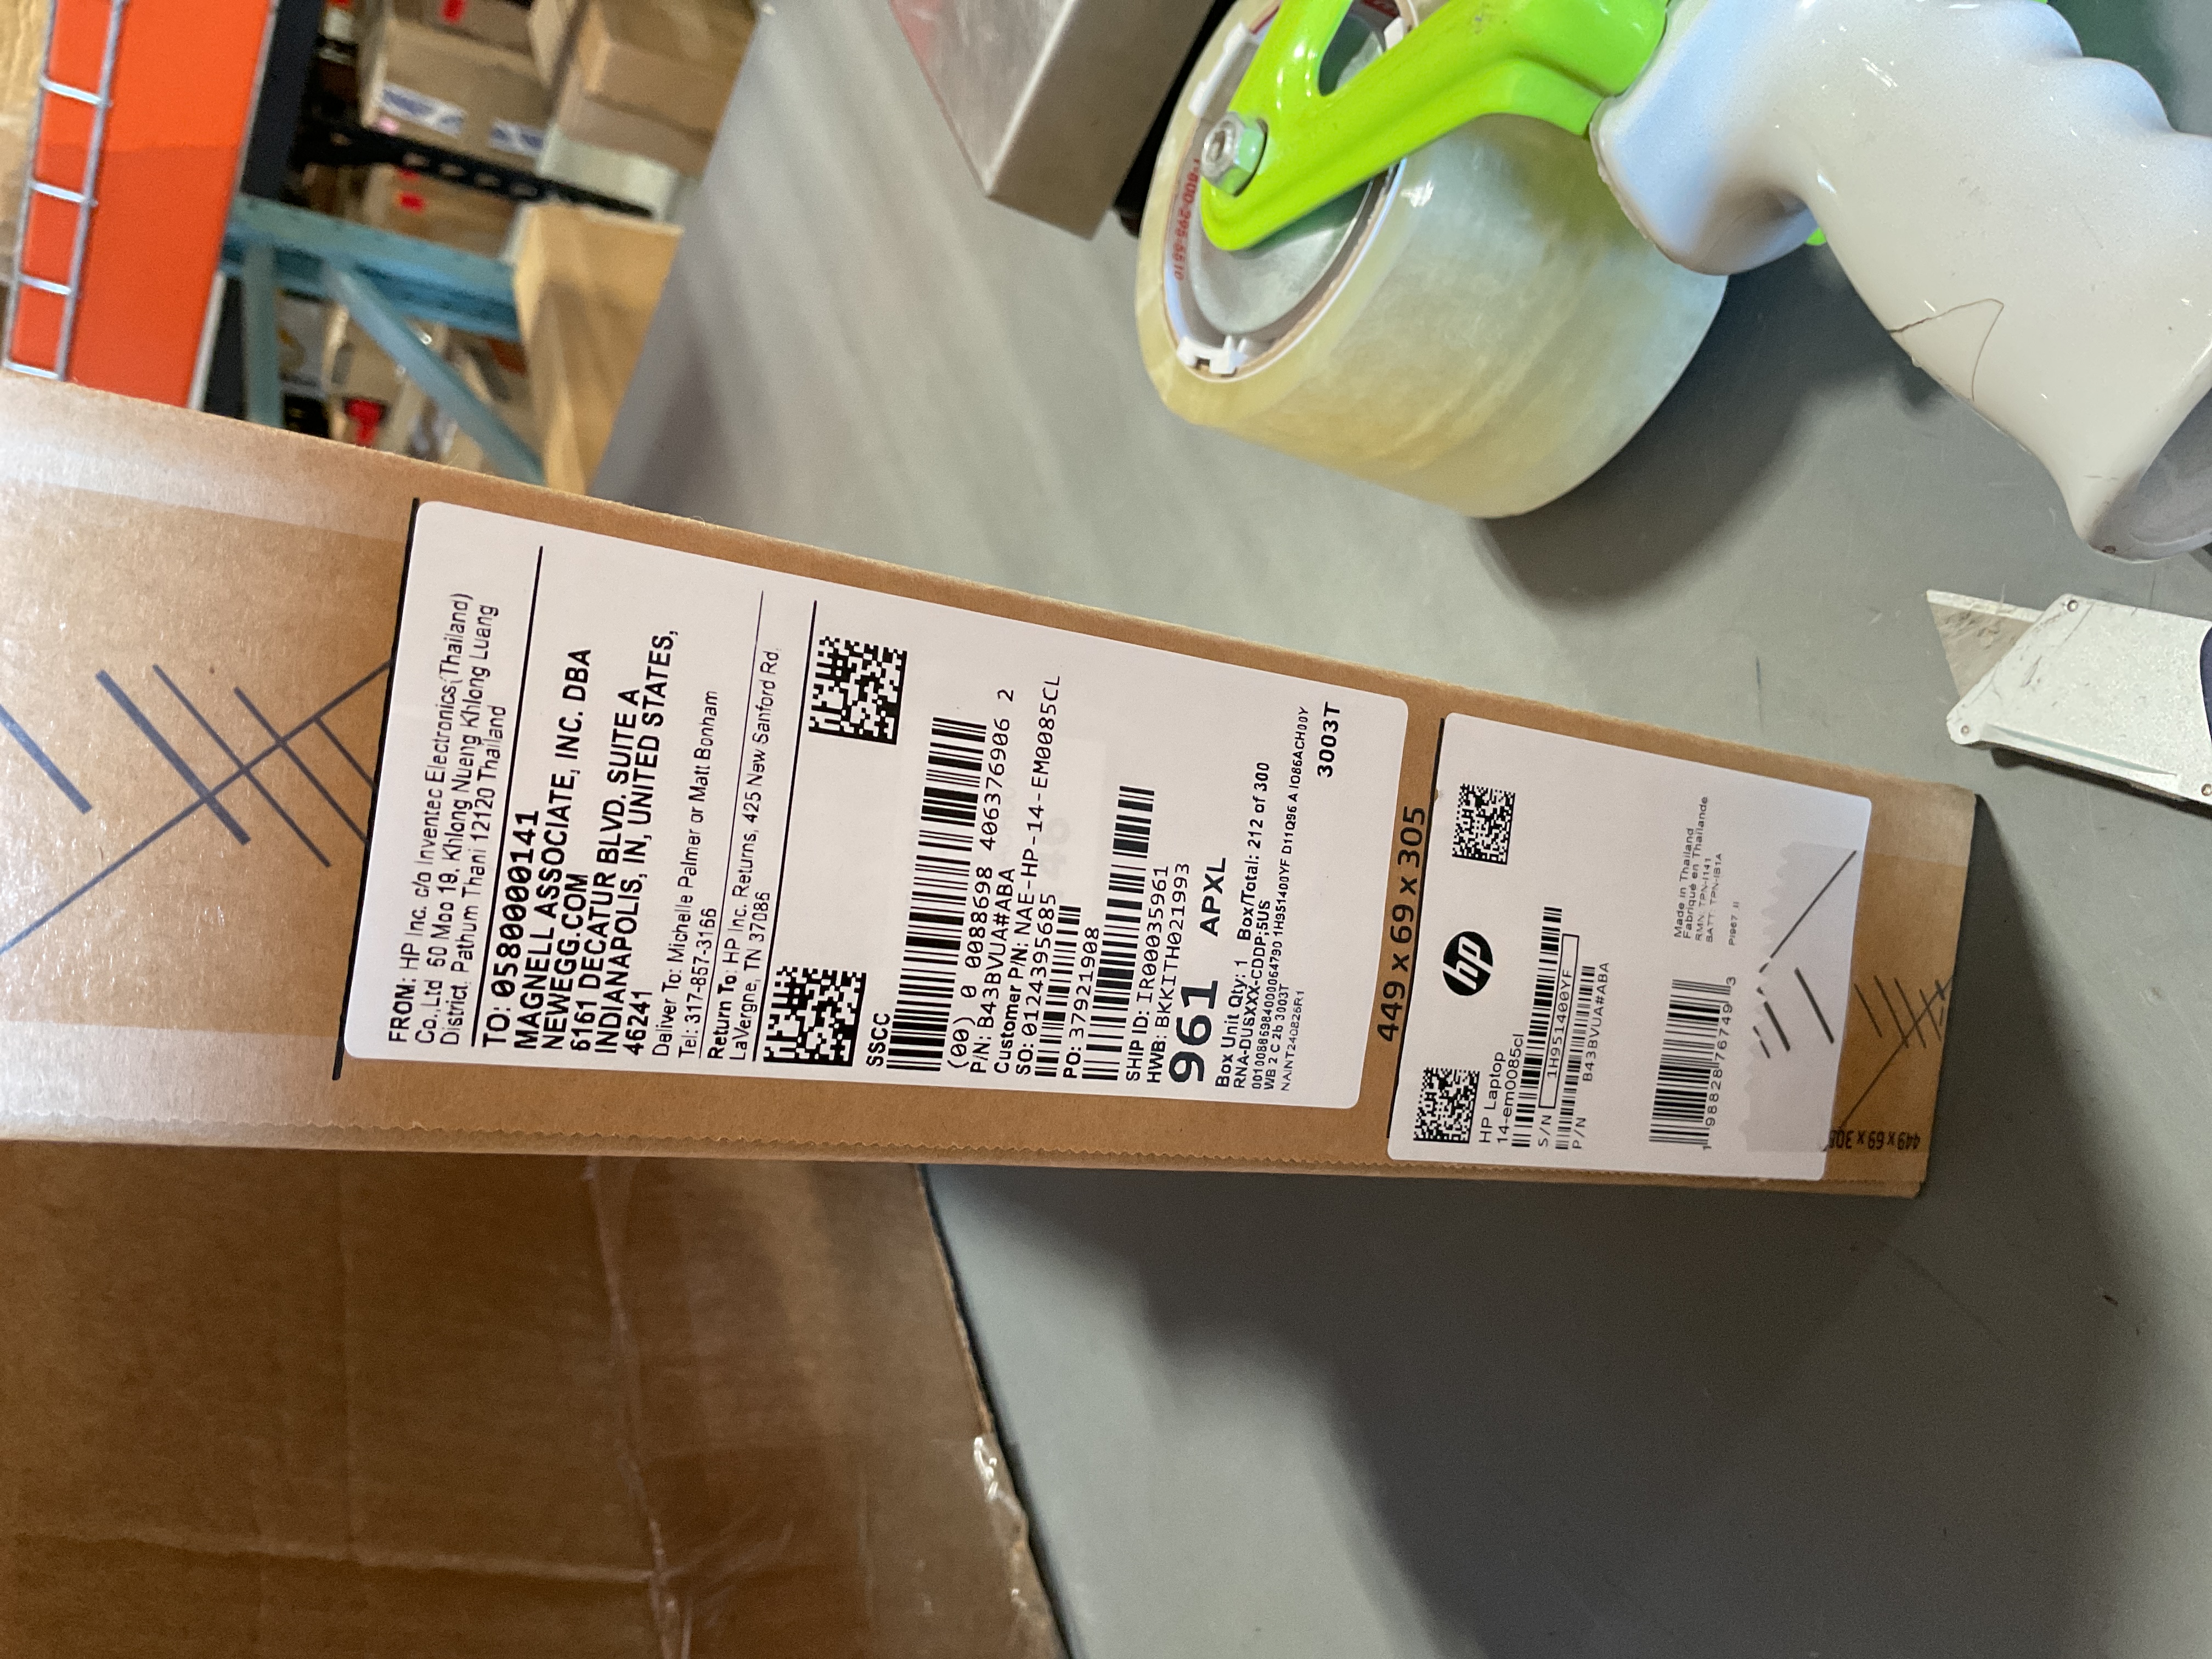 FROM: HP Inc. c/o Inventec Electronics (Thailand)
Co.,Ltd 60 Moo 19, Khlong Nueng Khlong Luang
District, Pathum Thani 12120 Thailand
TO: 0580000141
MAGNELL ASSOCIATE, INC. DBA
NEWEGG.COM
6161 DECATUR BLVD. SUITE A
INDIANAPOLIS, IN, UNITED STATES,
46241
Deliver To: Michelle Palmer or Matt Bonham
Tel: 317-857-3166
Return To: HP Inc. Returns, 425 New Sanford Rd.
LaVergne, TN 37086
SSCC
(00) 0 0088698 4063376906 2
P/N: B43BVUA#ABA
Customer P/N: NAE-HP-14-EM0085CL
SO: 0124395685
PO: 37921908
SHIP ID: IR00035961
HWB: BKKITH021993
961 APXL
Box Unit Qty: 1 Box/Total: 212 of 300
RNA-DUSXXX-CDDP;5US
WB 2 C 2b 3003T
NAINT240826R1
3003T
449 x 69 x 305
hp
HP Laptop
14-em0085cl
S/N 1H951400YF
P/N B43BVUA#ABA
1 98828 76749 3
Made in Thailand
Fabriqué en Thaïlande
RMN: TPN-I141
BATT: TPN-IB1A
449 x 69 x 305